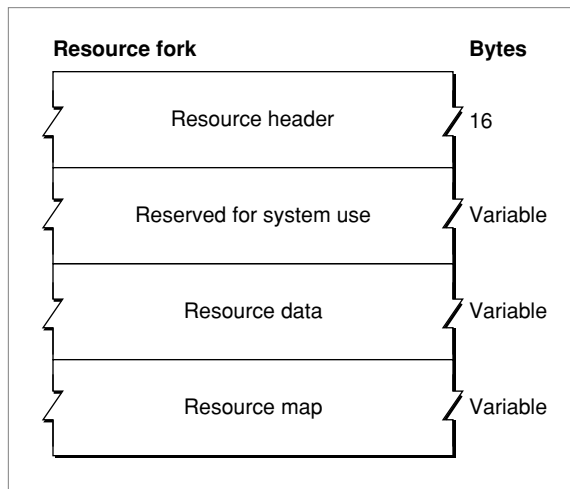 Resource fork Bytes
Resource header 16
Reserved for system use Variable
Resource data Variable
Resource map Variable